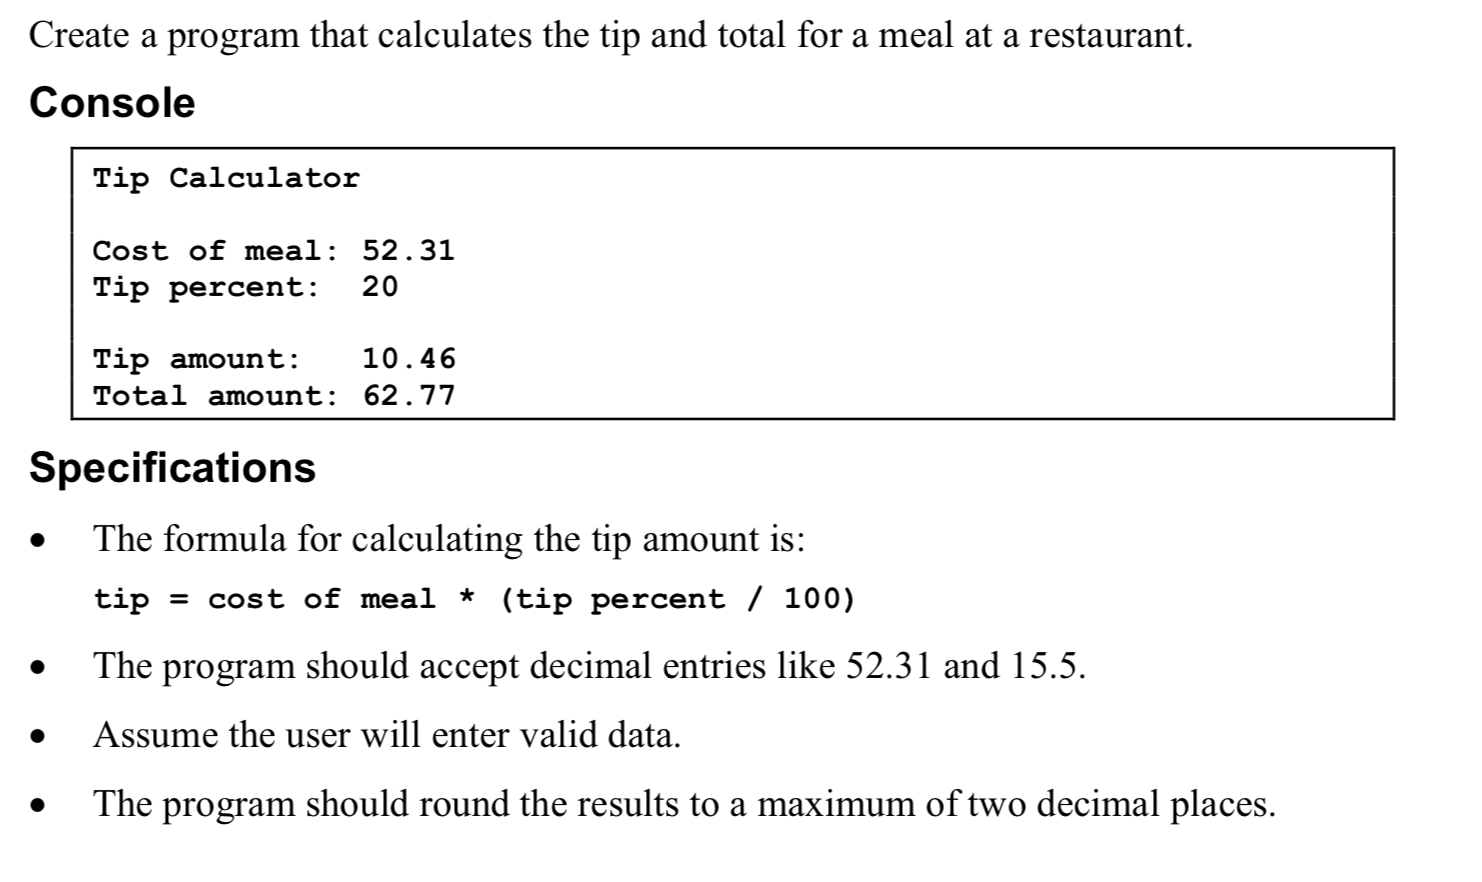 Create a program that calculates the tip and total for a meal at a restaurant.
Console
Tip Calculator
Cost of meal: 52.31
Tip percent:  20
Tip amount:   10.46
Total amount: 62.77
Specifications
• The formula for calculating the tip amount is:
tip = cost of meal * (tip percent / 100)
• The program should accept decimal entries like 52.31 and 15.5.
• Assume the user will enter valid data.
• The program should round the results to a maximum of two decimal places.